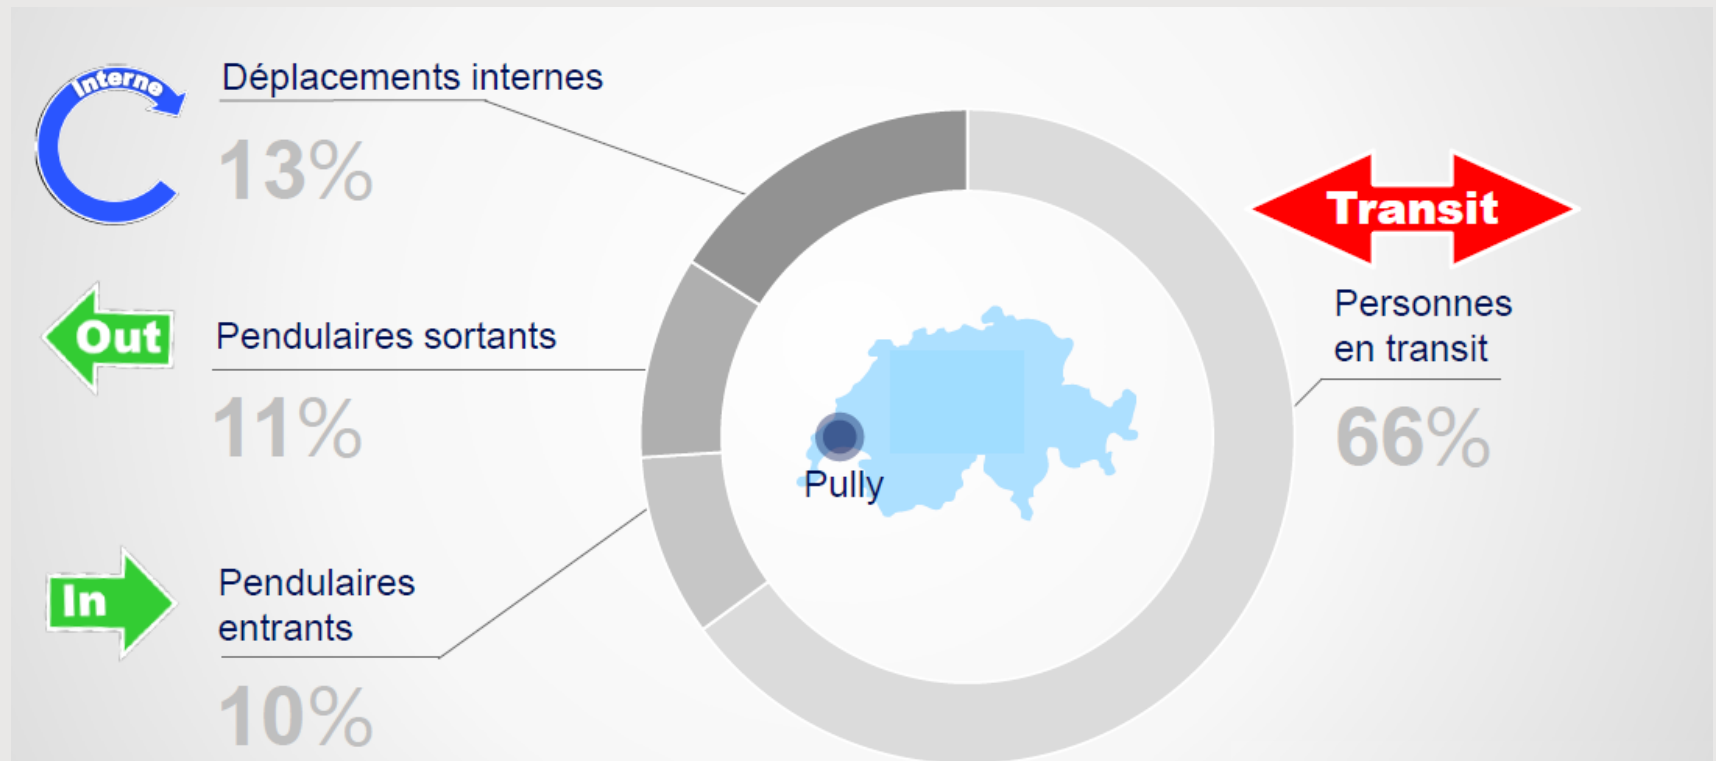 Interne
Déplacements internes
13%
Out
Pendulaires sortants
11%
In
Pendulaires
entrants
10%
Pully
Transit
Personnes
en transit
66%